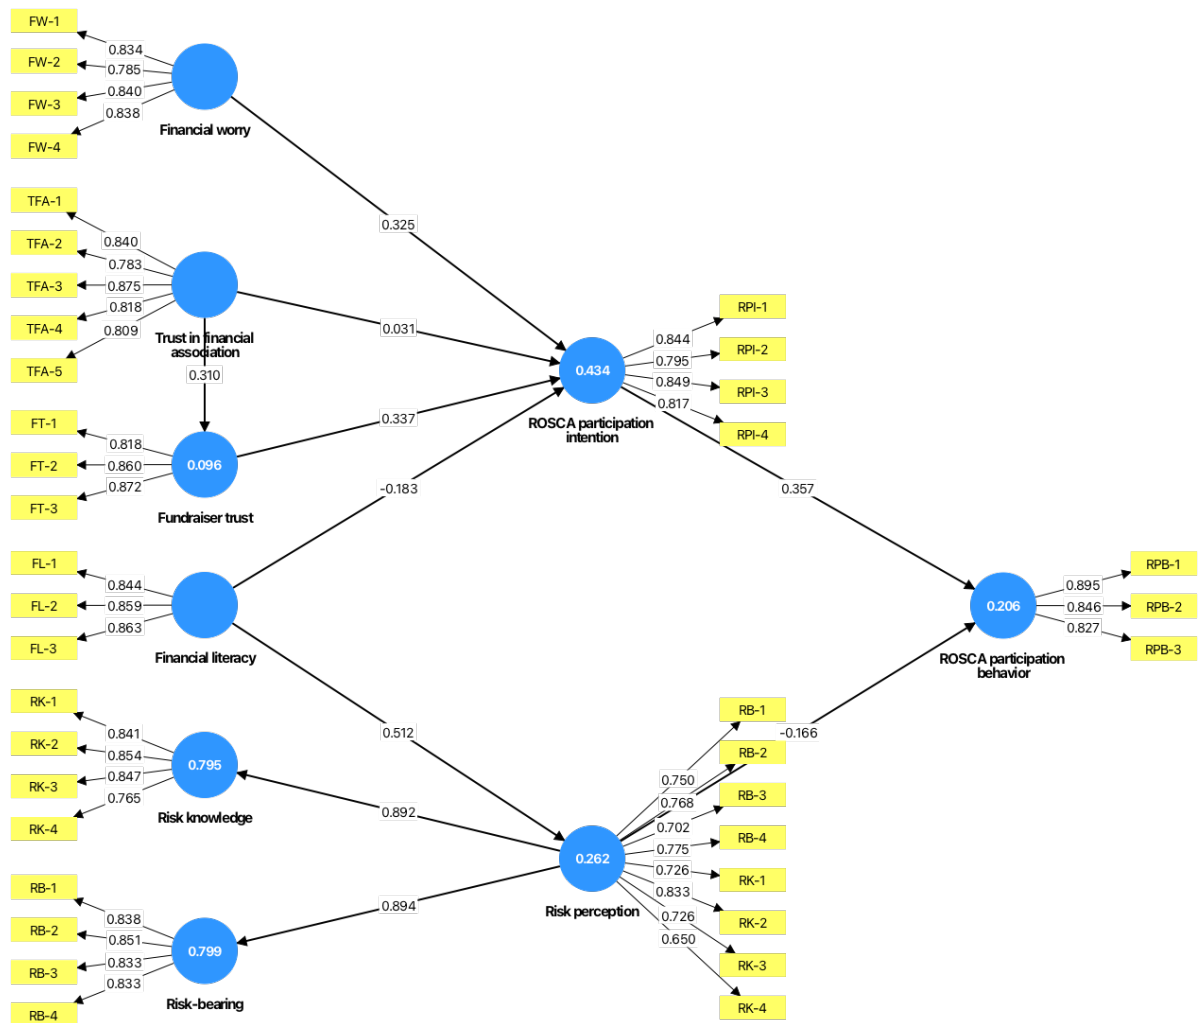 FW-1
FW-2
FW-3
FW-4
0.834
0.785
0.840
0.838
Financial worry
0.325
TFA-1
TFA-2
TFA-3
TFA-4
TFA-5
0.840
0.783
0.875
0.818
0.809
Trust in financial
association
0.310
0.031
FT-1
FT-2
FT-3
0.818
0.860
0.872
0.096
Fundraiser trust
0.337
RPI-1
RPI-2
RPI-3
RPI-4
0.844
0.795
0.849
0.817
0.434
ROSCA participation
intention
-0.183
0.357
FL-1
FL-2
FL-3
0.844
0.859
0.863
Financial literacy
0.512
RPB-1
RPB-2
RPB-3
0.895
0.846
0.827
0.206
ROSCA participation
behavior
-0.166
RK-1
RK-2
RK-3
RK-4
0.841
0.854
0.847
0.765
0.795
Risk knowledge
0.892
RB-1
RB-2
RB-3
RB-4
RK-1
RK-2
RK-3
RK-4
0.750
0.768
0.702
0.775
0.726
0.833
0.726
0.650
0.262
Risk perception
0.894
RB-1
RB-2
RB-3
RB-4
0.838
0.851
0.833
0.833
0.799
Risk-bearing